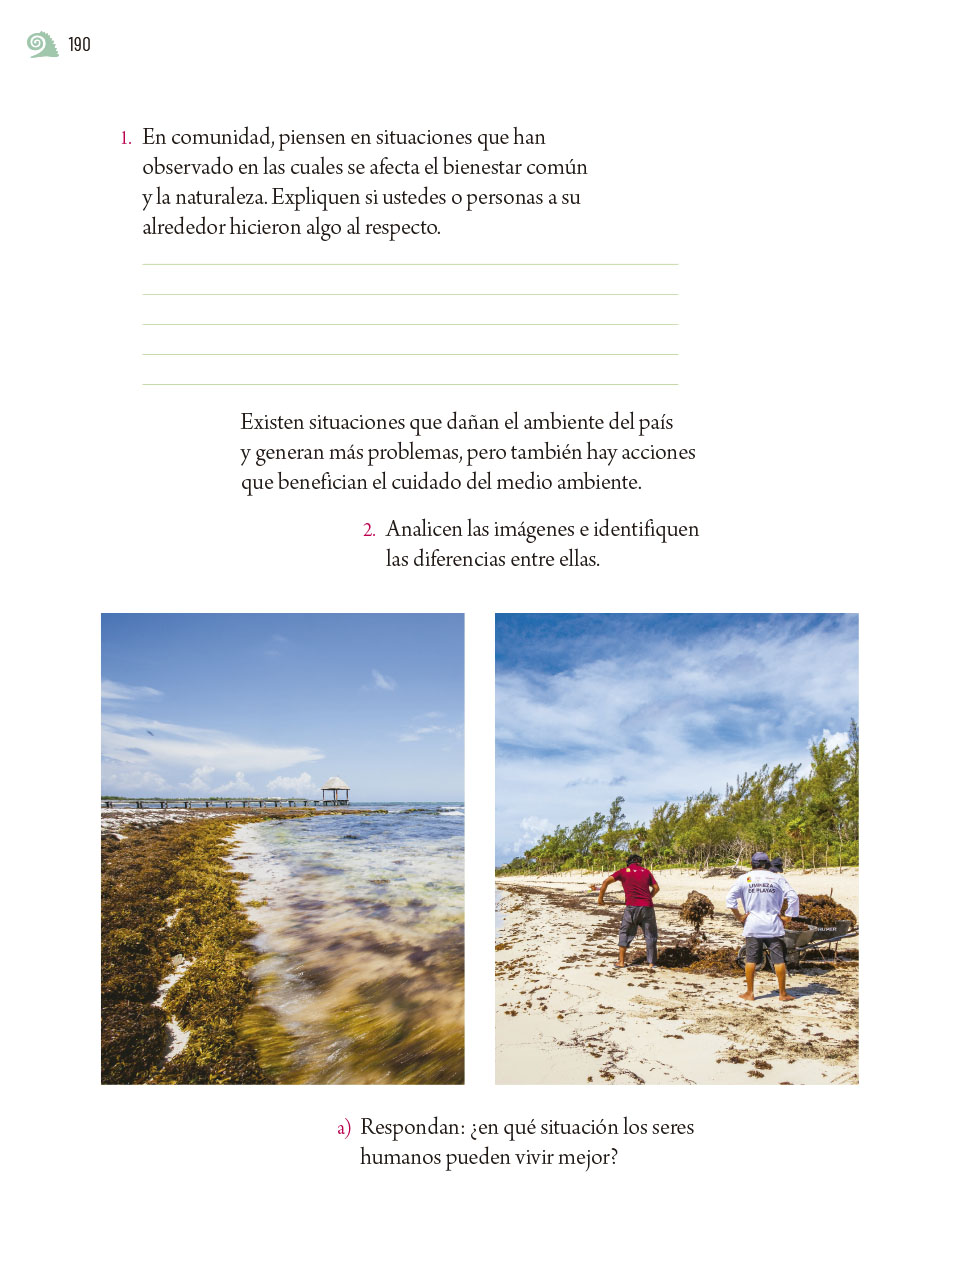 190
1. En comunidad, piensen en situaciones que han
observado en las cuales se afecta el bienestar común
y la naturaleza. Expliquen si ustedes o personas a su
alrededor hicieron algo al respecto.
Existen situaciones que dañan el ambiente del país
y generan más problemas, pero también hay acciones
que benefician el cuidado del medio ambiente.
2. Analicen las imágenes e identifiquen
las diferencias entre ellas.
LIMPIEZA
DE PLAYAS
a) Respondan: ¿en qué situación los seres
humanos pueden vivir mejor?